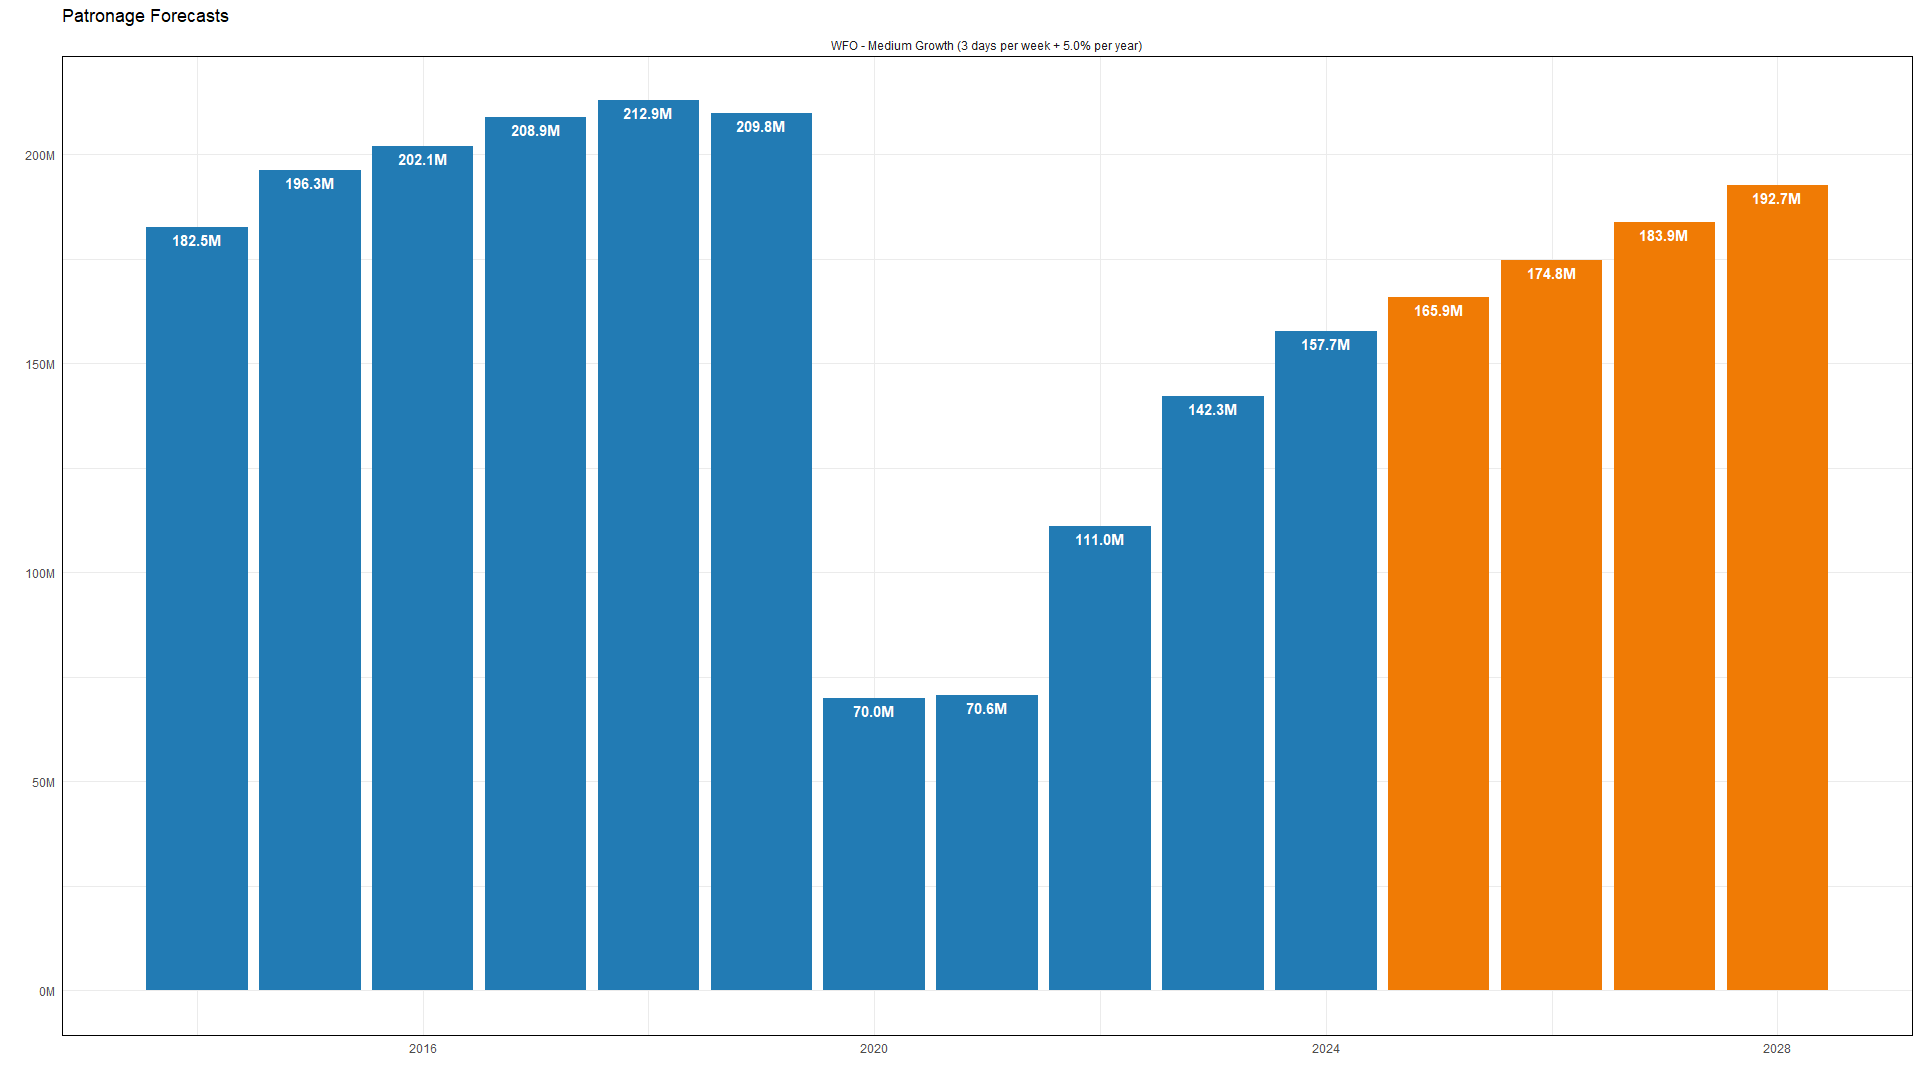 Patronage Forecasts
WFO - Medium Growth (3 days per week + 5.0% per year)
200M
150M
100M
50M
0M
182.5M
196.3M
202.1M
208.9M
212.9M
209.8M
70.0M
70.6M
111.0M
142.3M
157.7M
165.9M
174.8M
183.9M
192.7M
2016
2020
2024
2028